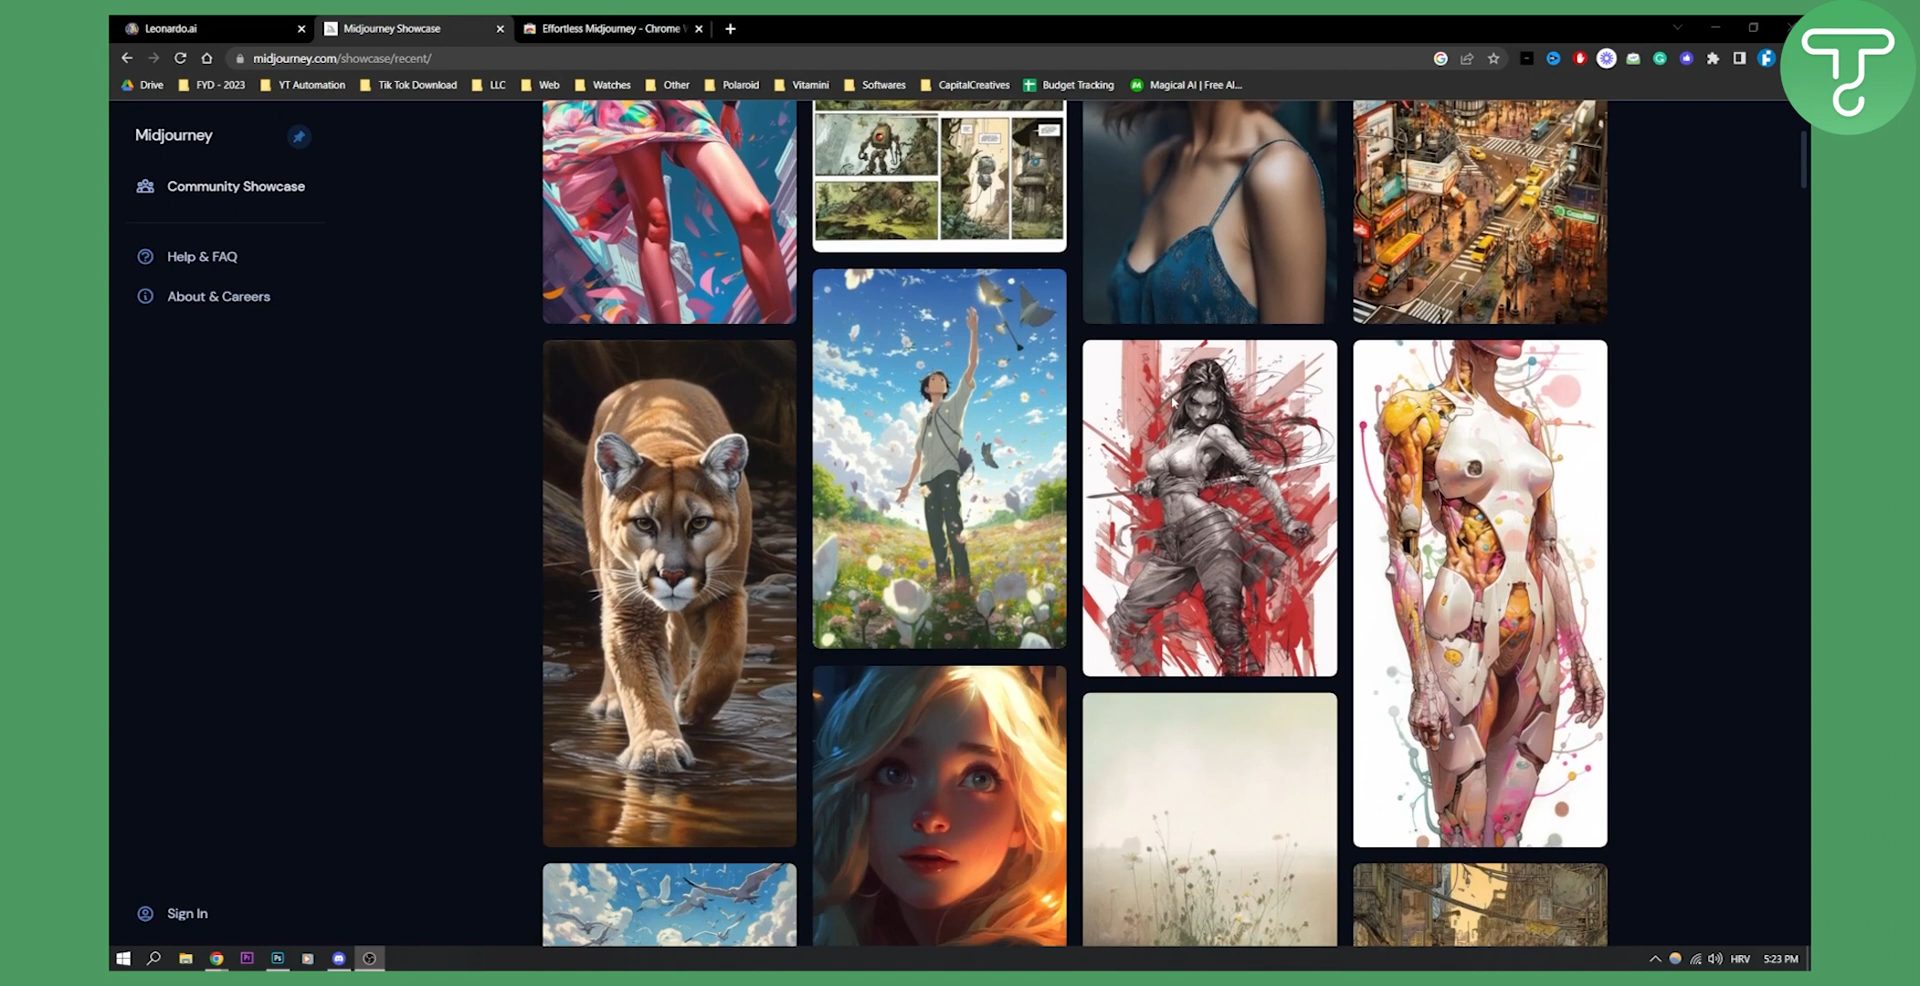 Leonardo.ai
Midjourney Showcase
Effortless Midjourney - Chrome
midjourney.com/showcase/recent/
Drive FYD - 2023 YT Automation Tik Tok Download LLC Web Watches Other Polaroid Vitamini Softwares CapitalCreatives Budget Tracking Magical AI | Free AI...
Midjourney
Community Showcase
Help & FAQ
About & Careers
Sign In
Pr
Ps
HRV
5:23 PM